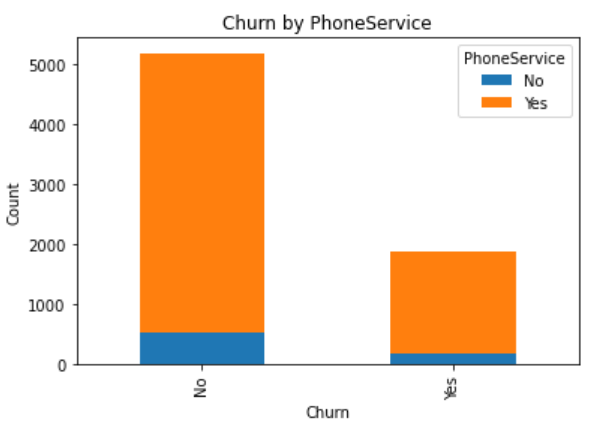 Churn by PhoneService
PhoneService
No
Yes
5000
4000
3000
2000
1000
0
Count
No
Yes
Churn